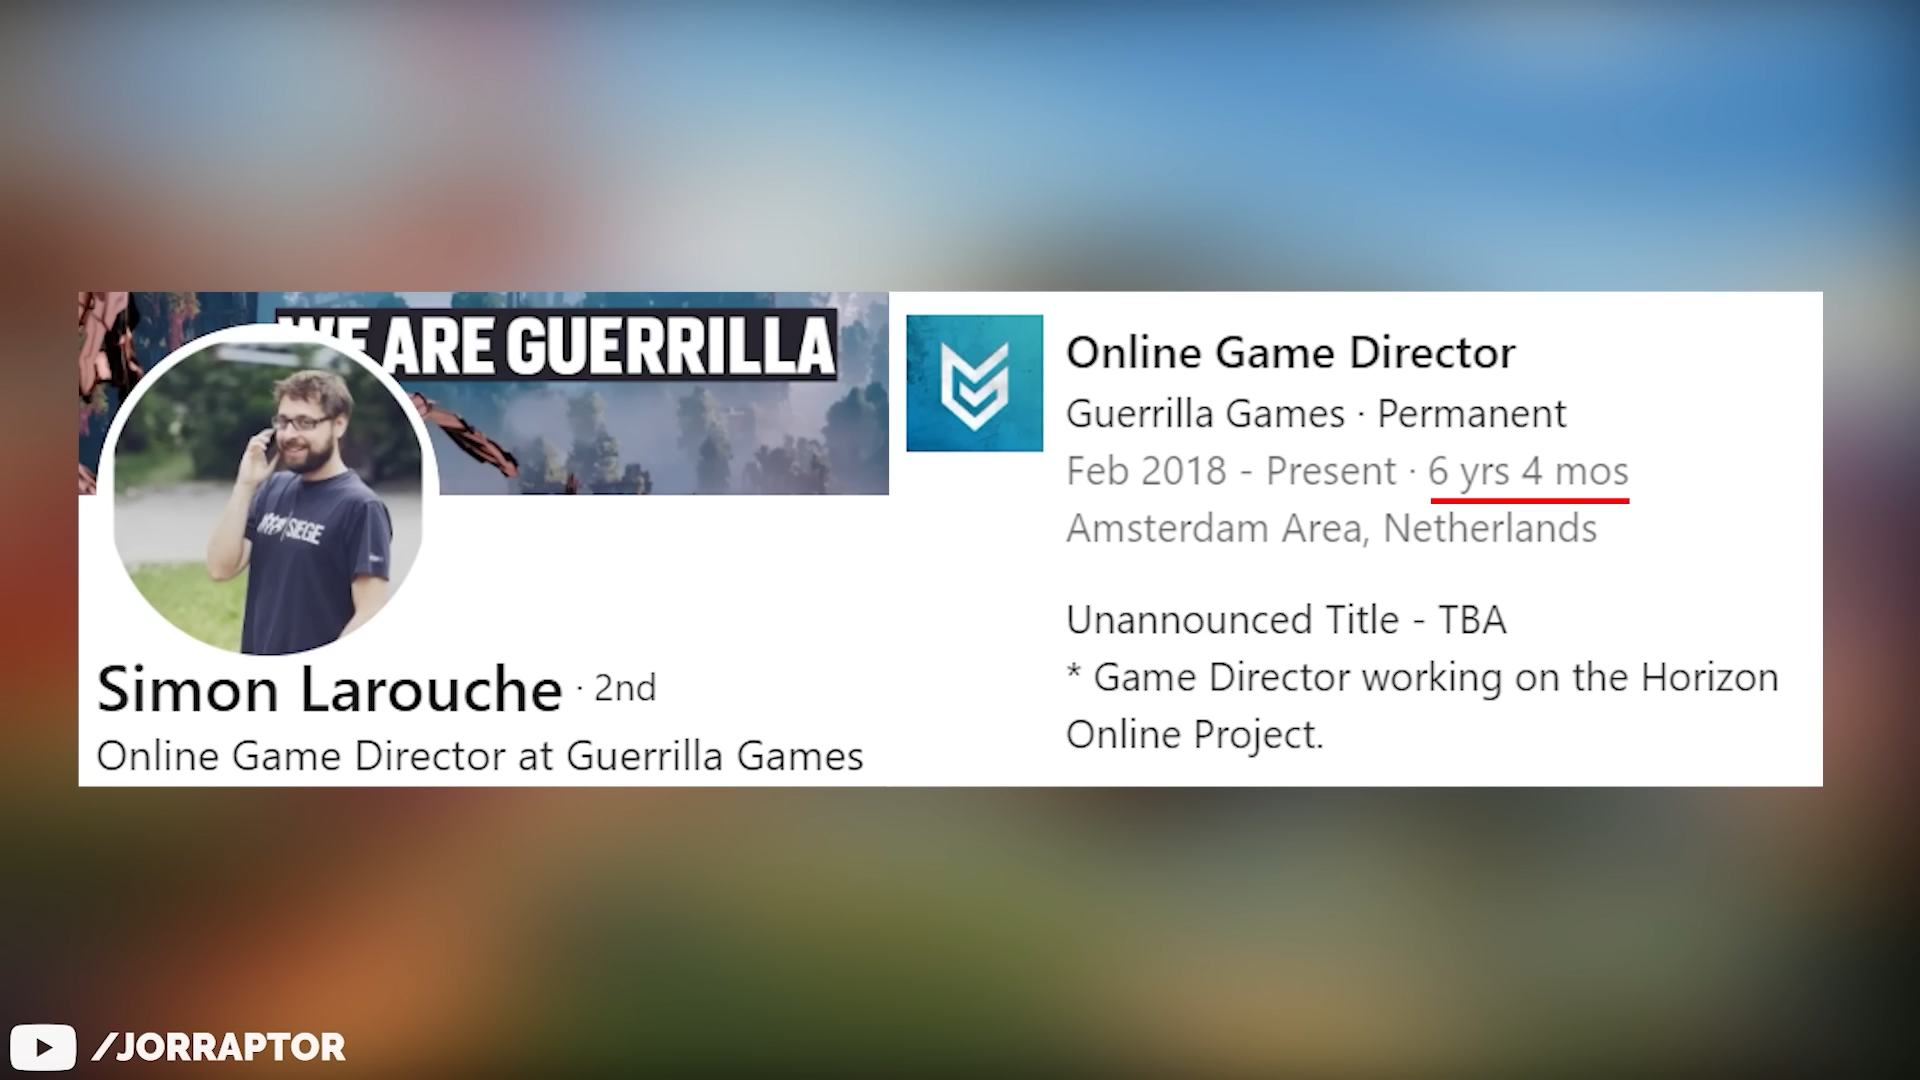 WE ARE GUERRILLA
SIEGE
Simon Larouche · 2nd
Online Game Director at Guerrilla Games
Online Game Director
Guerrilla Games · Permanent
Feb 2018 - Present · 6 yrs 4 mos
Amsterdam Area, Netherlands
Unannounced Title - TBA
* Game Director working on the Horizon
Online Project.
/JORRAPTOR